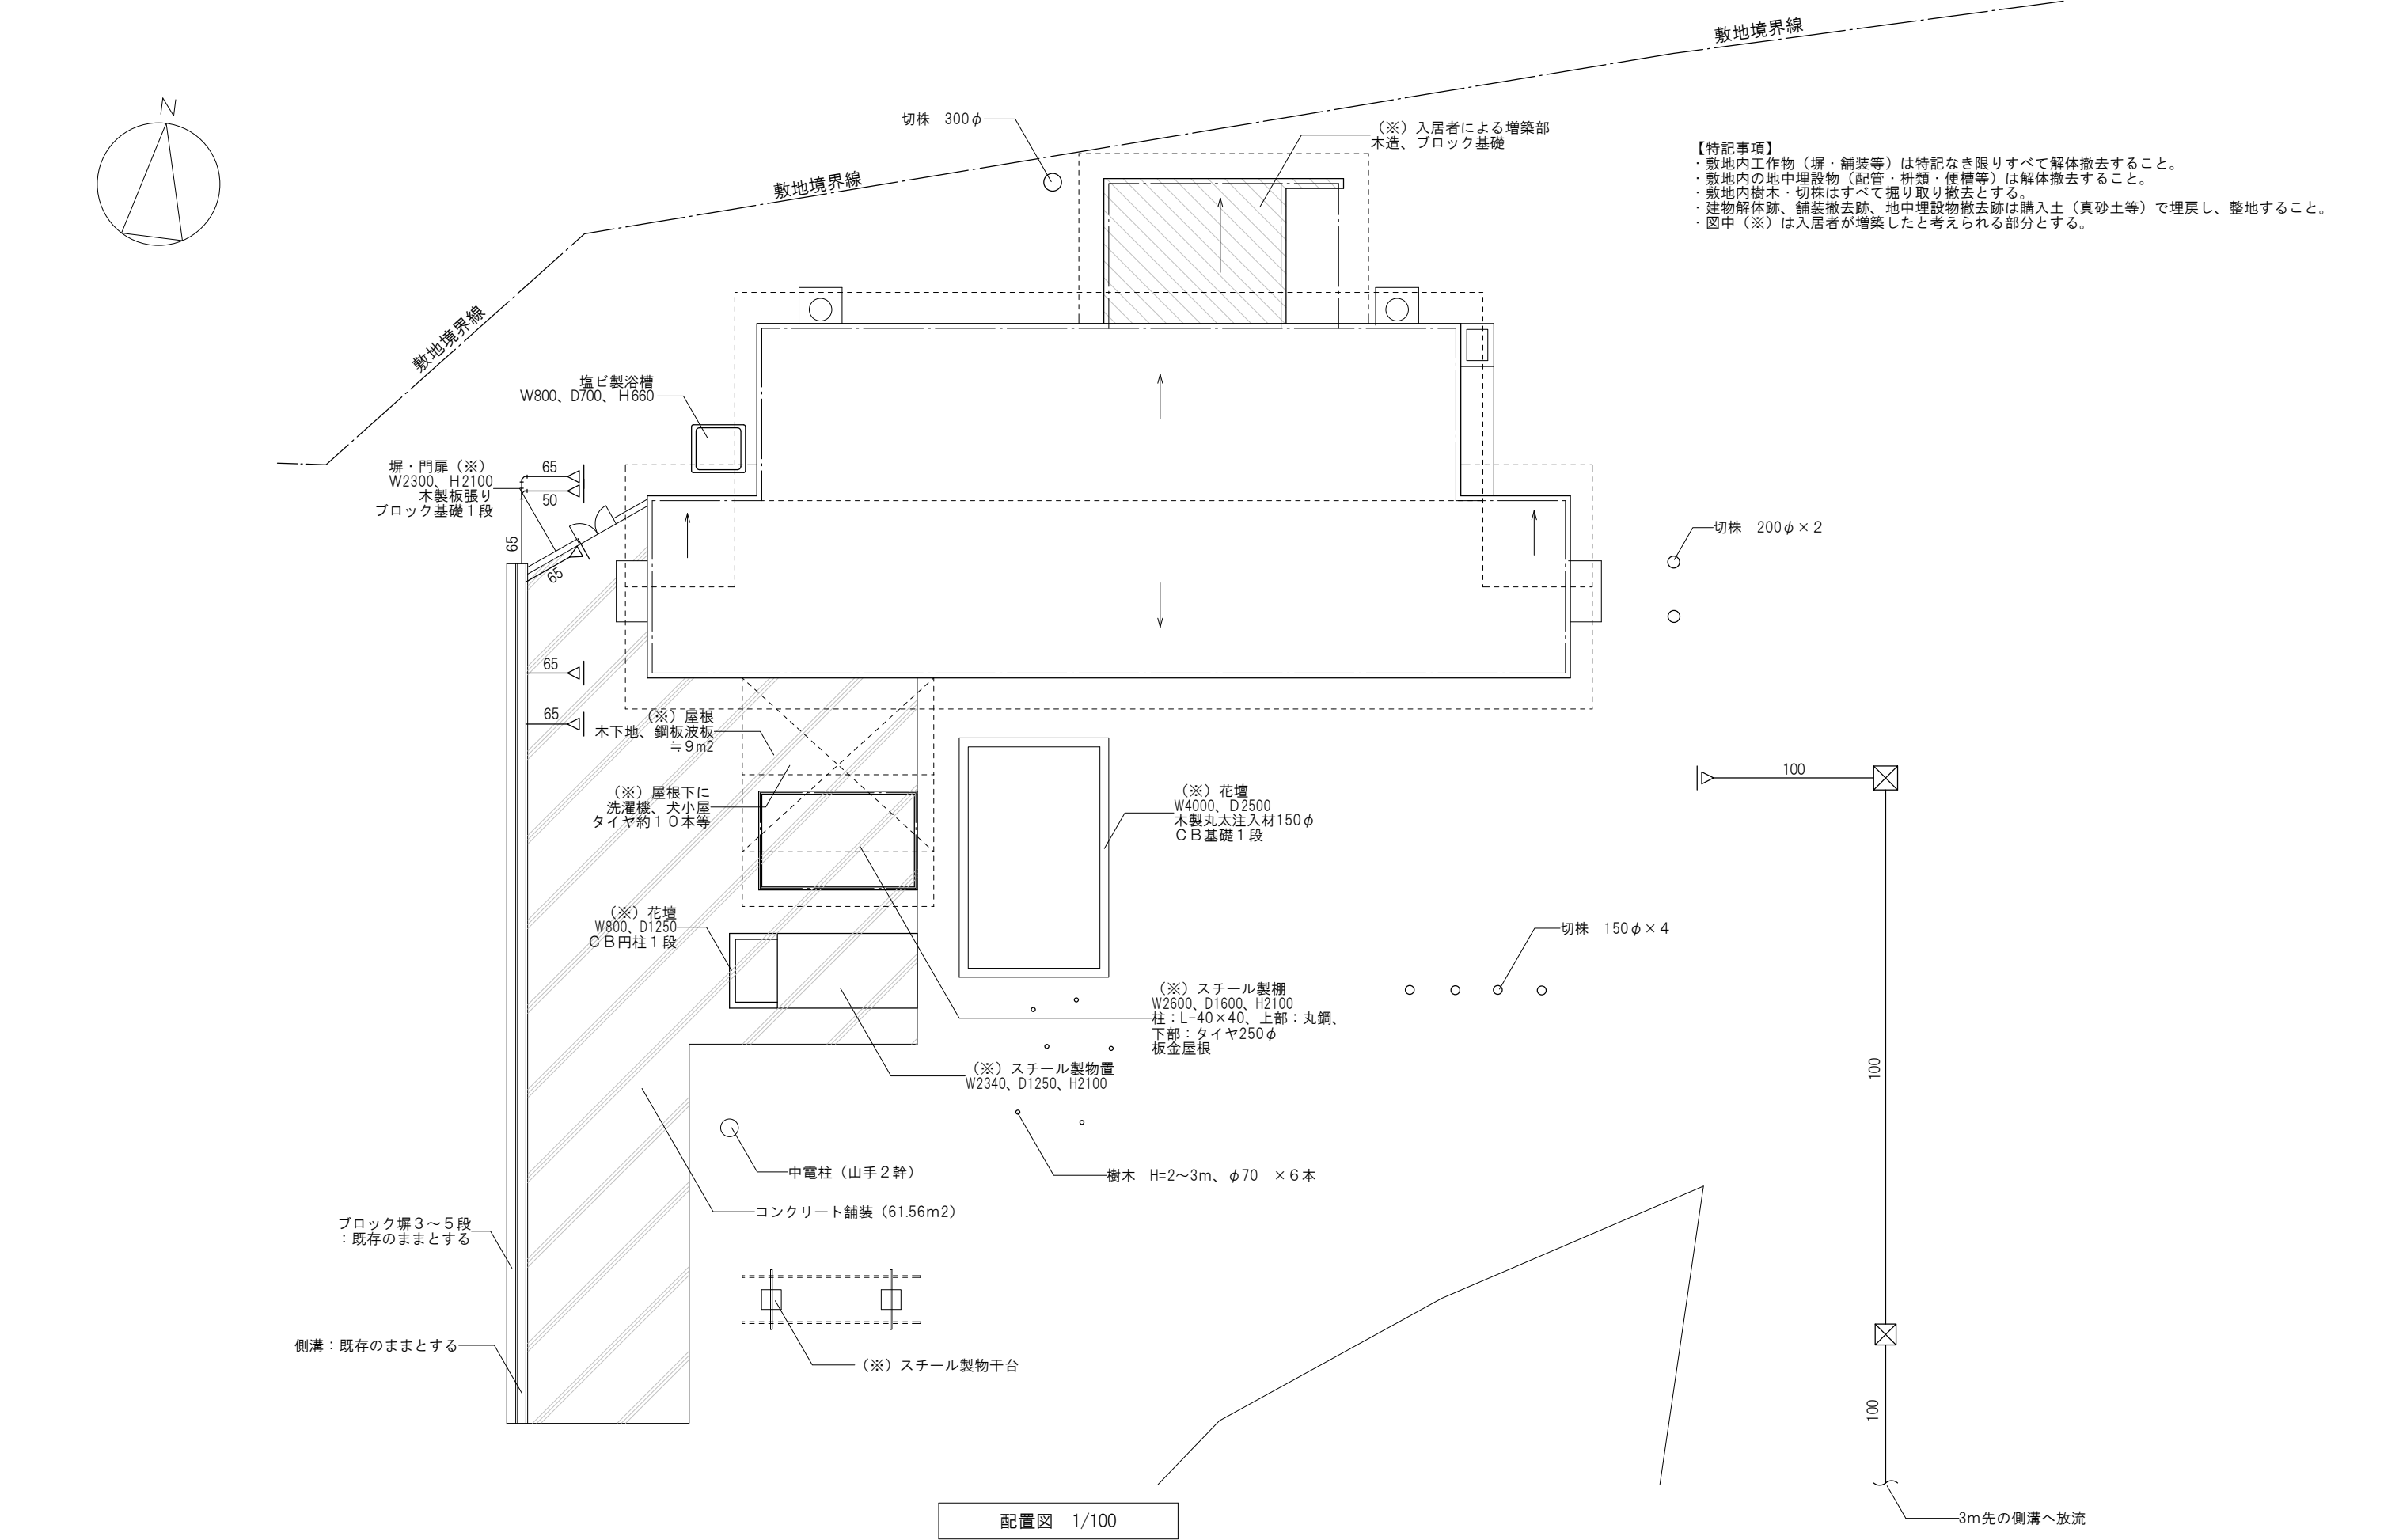 敷地境界線
N
切株　300φ
（※）入居者による増築部
木造、ブロック基礎
【特記事項】
・敷地内工作物（塀・舗装等）は特記なき限りすべて解体撤去すること。
・敷地内の地中埋設物（配管・枡類・便槽等）は解体撤去すること。
・敷地内樹木・切株はすべて掘り取り撤去とする。
・建物解体跡、舗装撤去跡、地中埋設物撤去跡は購入土（真砂土等）で埋戻し、整地すること。
・図中（※）は入居者が増築したと考えられる部分とする。
敷地境界線
敷地境界線
塩ビ製浴槽
W800、D700、H660
塀・門扉（※）
W2300、H2100
木製板張り
ブロック基礎１段
65
50
65
65
切株　200φ×２
65
65
（※）屋根
木下地、鋼板波板
≒９m2
（※）屋根下に
洗濯機、犬小屋
タイヤ約１０本等
（※）花壇
W4000、D2500
木製丸太注入材150φ
ＣＢ基礎１段
100
（※）花壇
W800、D1250
ＣＢ円柱１段
切株　150φ×４
（※）スチール製棚
W2600、D1600、H2100
柱：L-40×40、上部：丸鋼、
下部：タイヤ250φ
板金屋根
（※）スチール製物置
W2340、D1250、H2100
100
中電柱（山手２幹）
樹木　H=2～3m、φ70　×６本
コンクリート舗装（61.56m2）
ブロック塀３～５段
：既存のままとする
側溝：既存のままとする
（※）スチール製物干台
100
配置図　1/100
3m先の側溝へ放流